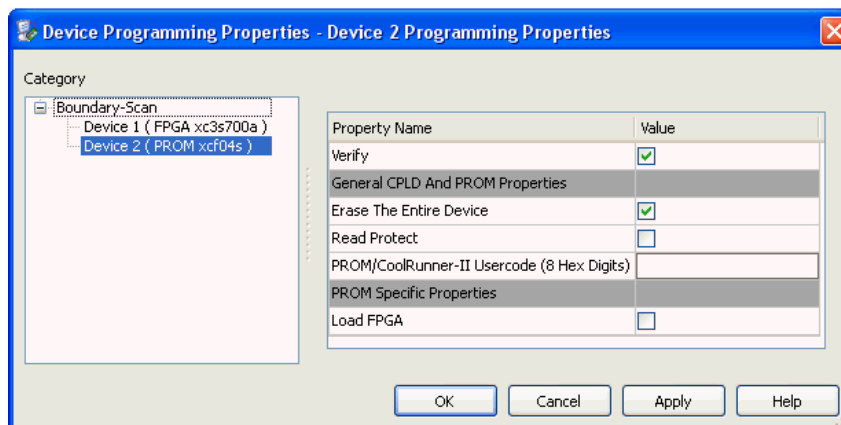 Device Programming Properties - Device 2 Programming Properties
Category
Boundary-Scan
Device 1 ( FPGA xc3s700a )
Device 2 ( PROM xcf04s )
Property Name Value
Verify
General CPLD And PROM Properties
Erase The Entire Device
Read Protect
PROM/CoolRunner-II Usercode (8 Hex Digits)
PROM Specific Properties
Load FPGA
OK Cancel Apply Help